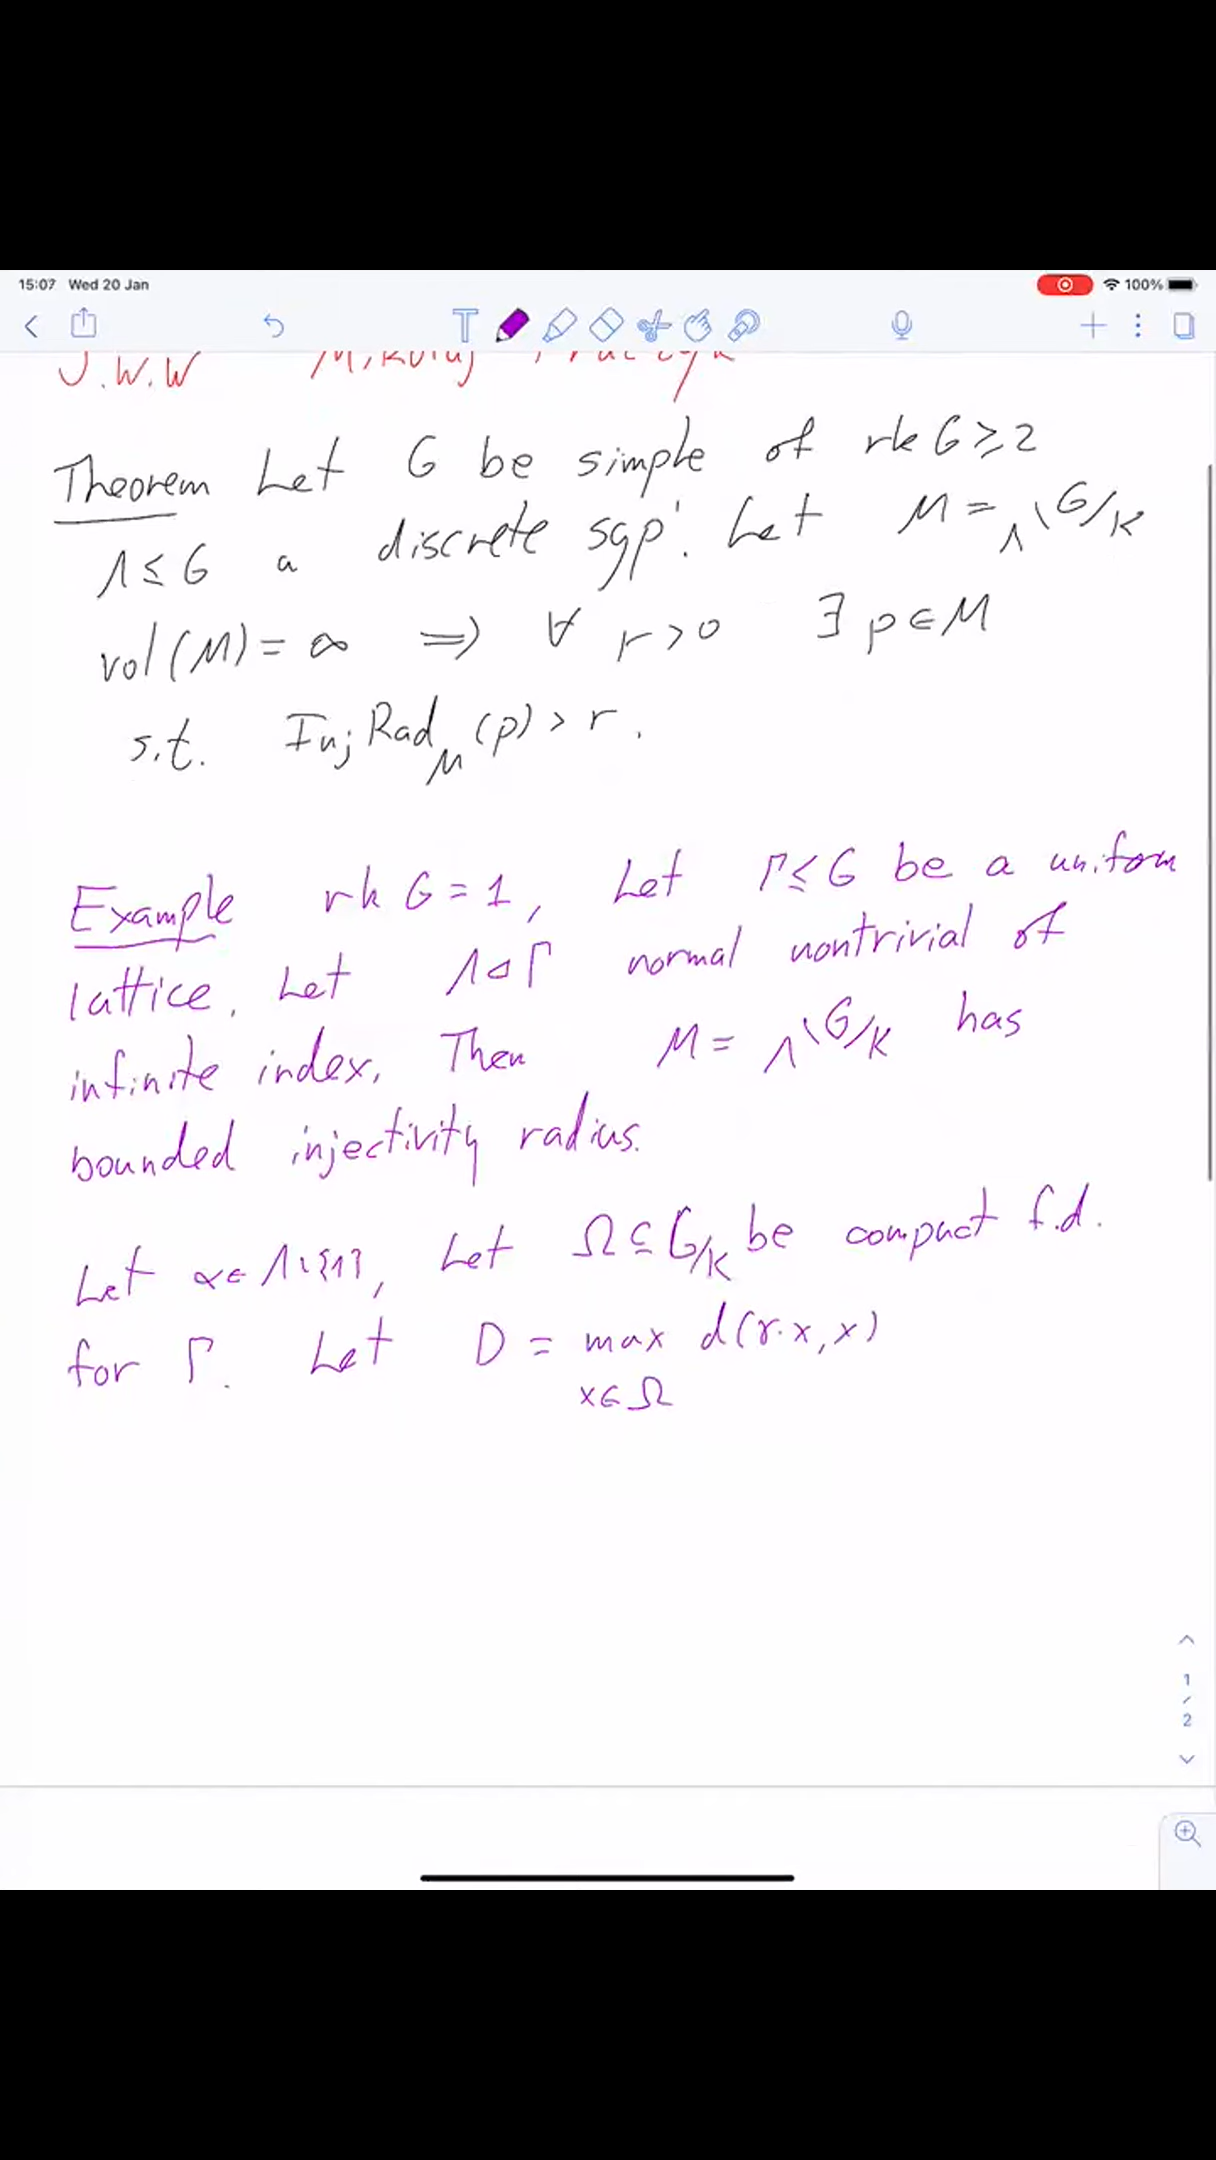 15:07 Wed 20 Jan
100%
J.W.W Mikołaj
Theorem Let G be simple of rk G ≥ 2
Λ ≤ G a discrete sgp. Let M = Λ\G/K
vol(M) = ∞ ⇒ ∀ r > 0 ∃ p ∈ M
s.t. InjRad_M (p) > r.
Example rk G = 1, Let Γ ≤ G be a uniform
lattice. Let Λ ◁ Γ normal nontrivial of
infinite index. Then M = Λ\G/K has
bounded injectivity radius.
Let α ∈ Λ∖{1}, Let Ω ⊆ G/K be compact f.d.
for Γ. Let D = max d(γ·x, x)
x ∈ Ω
1
/
2